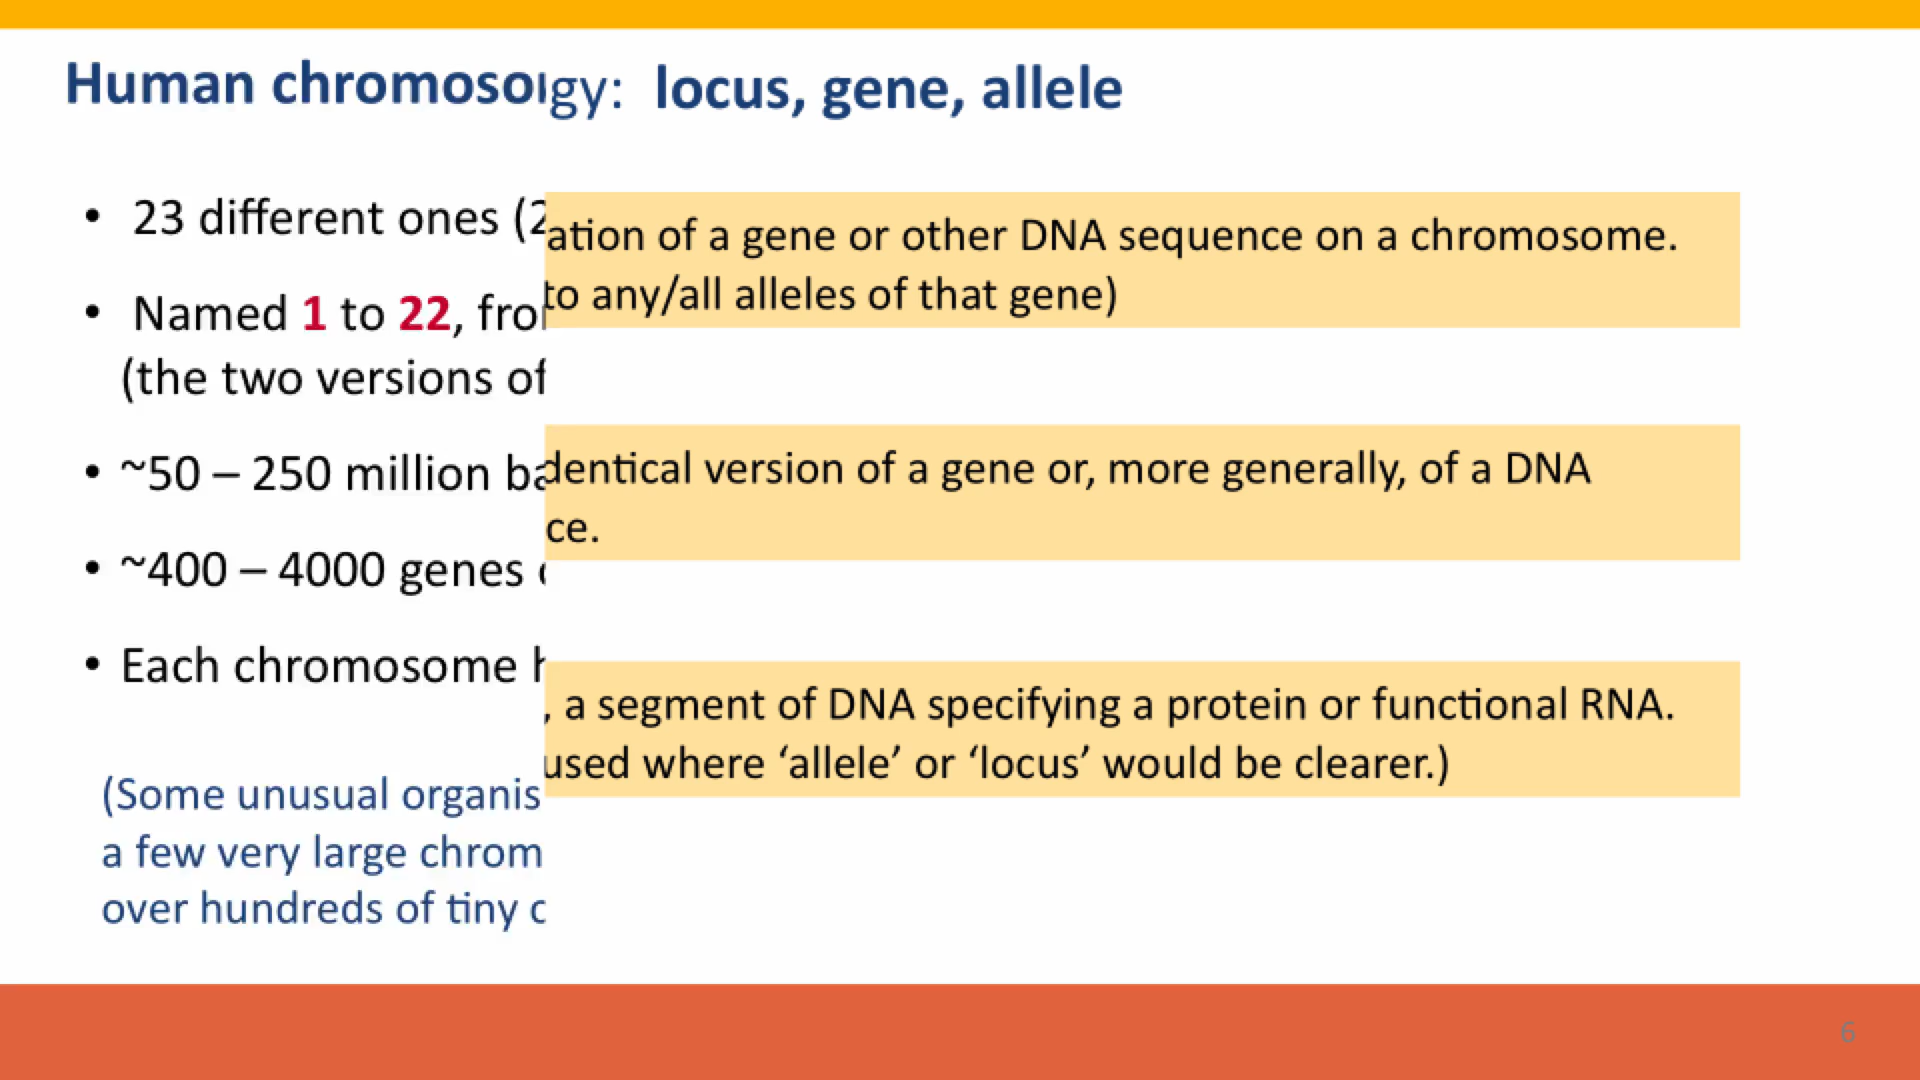 Human chromoso
gy: locus, gene, allele
• 23 different ones (2
• Named 1 to 22, fro
(the two versions of
• ~50 – 250 million ba
• ~400 – 4000 genes
• Each chromosome h
(Some unusual organis
a few very large chrom
over hundreds of tiny c
ation of a gene or other DNA sequence on a chromosome.
to any/all alleles of that gene)
dentical version of a gene or, more generally, of a DNA
ce.
, a segment of DNA specifying a protein or functional RNA.
used where ‘allele’ or ‘locus’ would be clearer.)
6